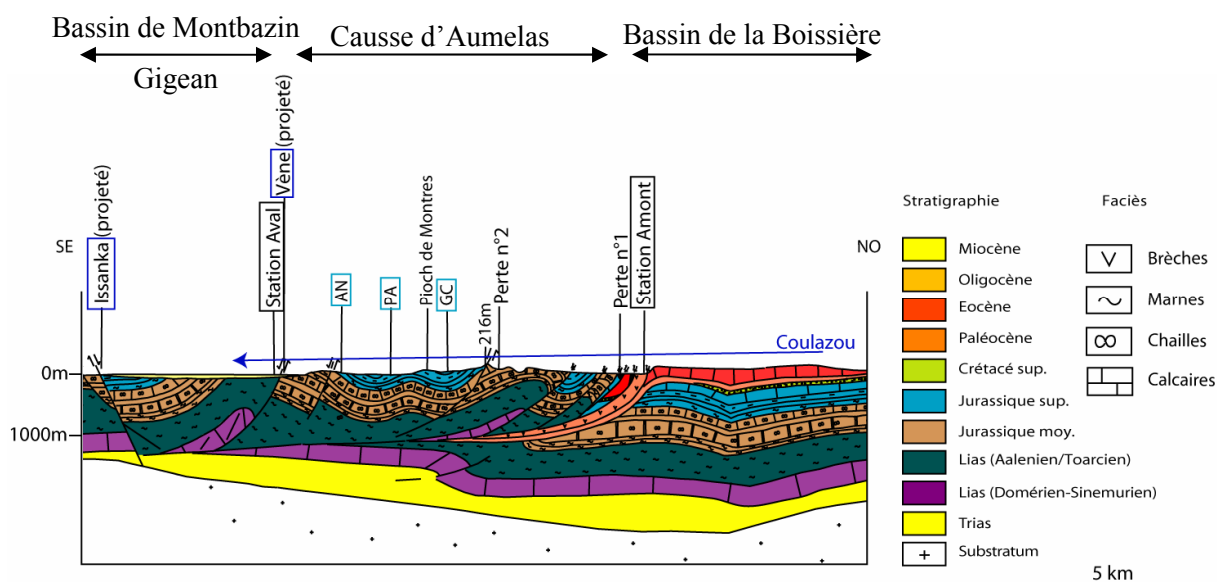 Bassin de Montbazin
Gigean
Causse d’Aumelas
Bassin de la Boissière
SE
NO
Issanka (projeté)
Station Aval
Vène (projeté)
AN
PA
Pioch de Montres
GC
216m
Perte n°2
Perte n°1
Station Amont
Coulazou
0m
1000m
Stratigraphie
Miocène
Oligocène
Eocène
Paléocène
Crétacé sup.
Jurassique sup.
Jurassique moy.
Lias (Aalenien/Toarcien)
Lias (Domérien-Sinemurien)
Trias
Substratum
Faciès
Brèches
Marnes
Chailles
Calcaires
5 km